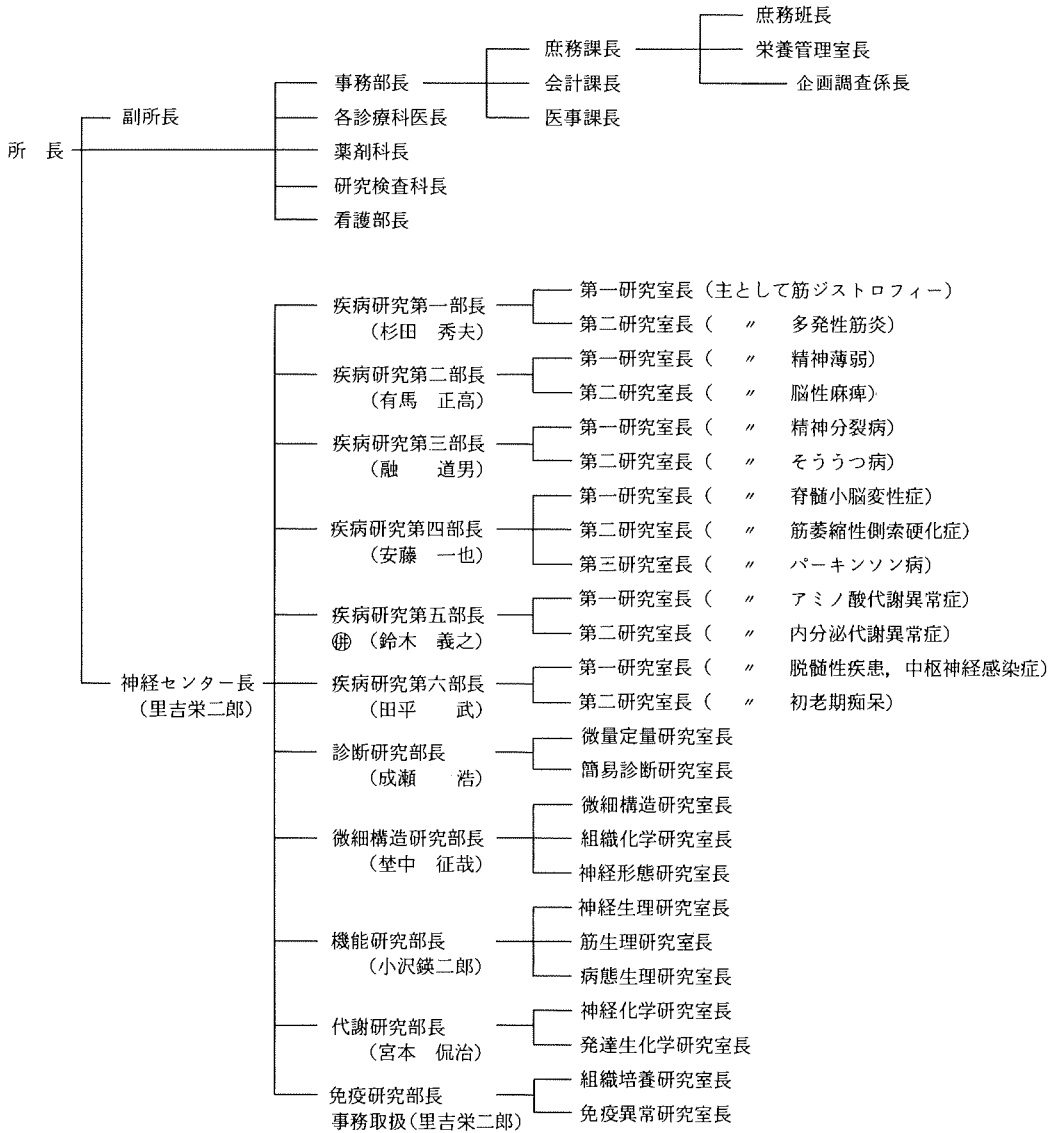 庶務班長
庶務課長 栄養管理室長
事務部長 会計課長 企画調査係長
副所長 各診療科医長 医事課長
所 長 薬剤科長
研究検査科長
看護部長
疾病研究第一部長 第一研究室長 (主として筋ジストロフィー)
(杉田 秀夫) 第二研究室長 ( 〃 多発性筋炎)
疾病研究第二部長 第一研究室長 ( 〃 精神薄弱)
(有馬 正高) 第二研究室長 ( 〃 脳性麻痺)
疾病研究第三部長 第一研究室長 ( 〃 精神分裂病)
(融 道男) 第二研究室長 ( 〃 そううつ病)
第一研究室長 ( 〃 脊髄小脳変性症)
疾病研究第四部長 第二研究室長 ( 〃 筋萎縮性側索硬化症)
(安藤 一也) 第三研究室長 ( 〃 パーキンソン病)
疾病研究第五部長 第一研究室長 ( 〃 アミノ酸代謝異常症)
㊙ではなく併 (鈴木 義之) 第二研究室長 ( 〃 内分泌代謝異常症)
神経センター長 疾病研究第六部長 第一研究室長 ( 〃 脱髄性疾患, 中枢神経感染症)
(里吉栄二郎) (田平 武) 第二研究室長 ( 〃 初老期痴呆)
診断研究部長 微量定量研究室長
(成瀬 浩) 簡易診断研究室長
微細構造研究室長
微細構造研究部長 組織化学研究室長
(埜中 征哉) 神経形態研究室長
神経生理研究室長
機能研究部長 筋生理研究室長
(小沢鍈二郎) 病態生理研究室長
代謝研究部長 神経化学研究室長
(宮本 侃治) 発達生化学研究室長
免疫研究部長 組織培養研究室長
事務取扱(里吉栄二郎) 免疫異常研究室長